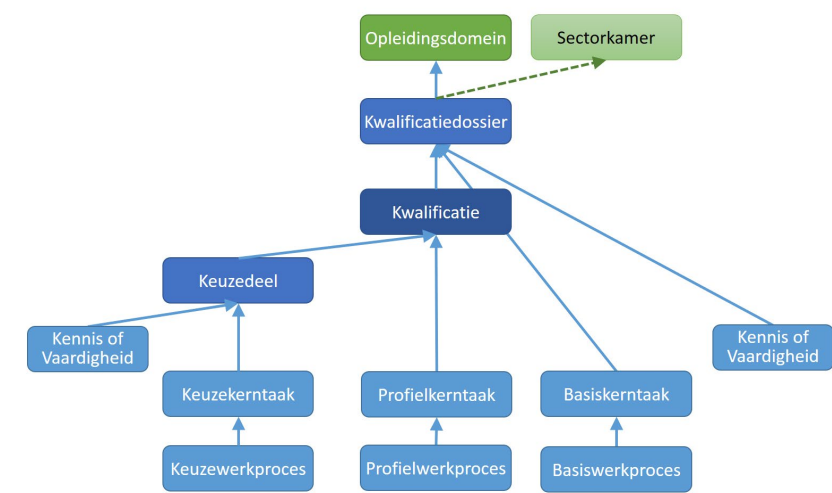 Opleidingsdomein
Sectorkamer
Kwalificatiedossier
Kwalificatie
Keuzedeel
Kennis of
Vaardigheid
Kennis of
Vaardigheid
Keuzekerntaak
Profielkerntaak
Basiskerntaak
Keuzewerkproces
Profielwerkproces
Basiswerkproces